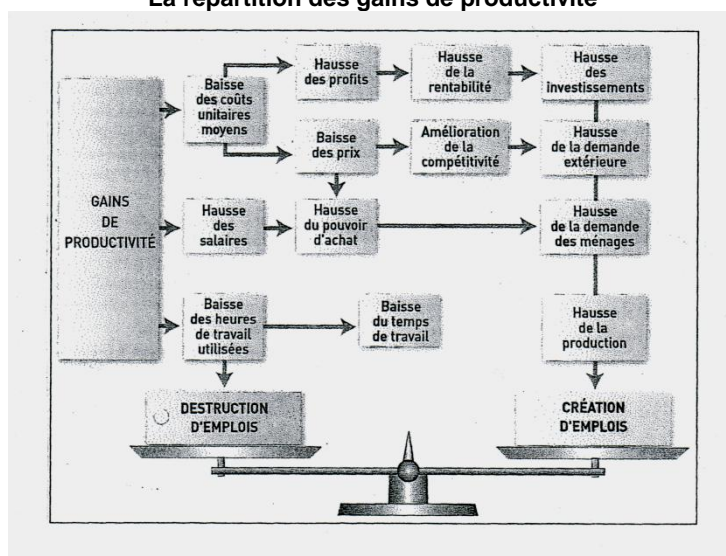 La répartition des gains de productivité
GAINS
DE
PRODUCTIVITÉ
Baisse
des coûts
unitaires
moyens
Hausse
des profits
Hausse
de la
rentabilité
Hausse
des
investissements
Baisse
des prix
Amélioration
de la
compétitivité
Hausse
de la demande
extérieure
Hausse
des
salaires
Hausse
du pouvoir
d'achat
Hausse
de la demande
des ménages
Baisse
des heures
de travail
utilisées
Baisse
du temps
de travail
Hausse
de la
production
DESTRUCTION
D'EMPLOIS
CRÉATION
D'EMPLOIS